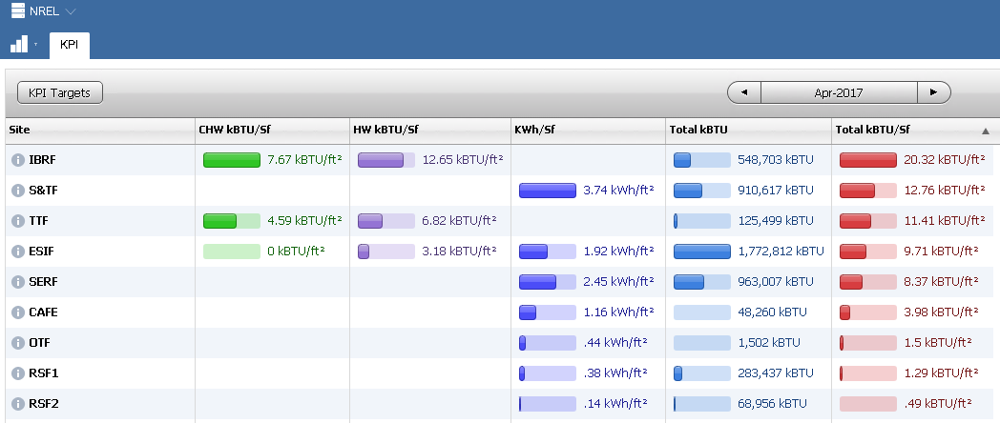 NREL
KPI
KPI Targets
Apr-2017
Site CHW kBTU/Sf HW kBTU/Sf KWh/Sf Total kBTU Total kBTU/Sf
IBRF 7.67 kBTU/ft² 12.65 kBTU/ft² 548,703 kBTU 20.32 kBTU/ft²
S&TF 3.74 kWh/ft² 910,617 kBTU 12.76 kBTU/ft²
TTF 4.59 kBTU/ft² 6.82 kBTU/ft² 125,499 kBTU 11.41 kBTU/ft²
ESIF 0 kBTU/ft² 3.18 kBTU/ft² 1.92 kWh/ft² 1,772,812 kBTU 9.71 kBTU/ft²
SERF 2.45 kWh/ft² 963,007 kBTU 8.37 kBTU/ft²
CAFE 1.16 kWh/ft² 48,260 kBTU 3.98 kBTU/ft²
OTF .44 kWh/ft² 1,502 kBTU 1.5 kBTU/ft²
RSF1 .38 kWh/ft² 283,437 kBTU 1.29 kBTU/ft²
RSF2 .14 kWh/ft² 68,956 kBTU .49 kBTU/ft²